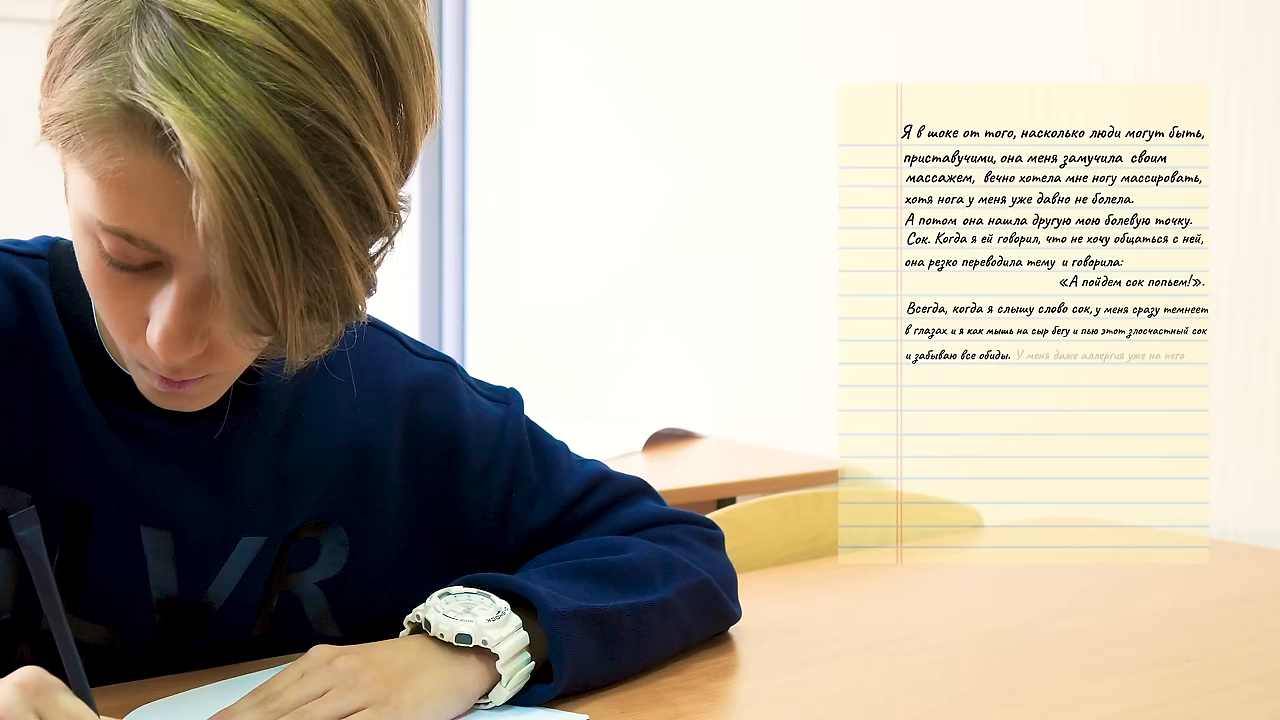 Я в шоке от того, насколько люди могут быть,
приставучими, она меня замучила своим
массажем, вечно хотела мне ногу массировать,
хотя нога у меня уже давно не болела.
А потом она нашла другую мою болевую точку.
Сок. Когда я ей говорил, что не хочу общаться с ней,
она резко переводила тему и говорила:
«А пойдем сок попьем!».
Всегда, когда я слышу слово сок, у меня сразу темнеет
в глазах и я как мышь на сыр бегу и пью этот злосчастный сок
и забываю все обиды. У меня даже аллергия уже на него